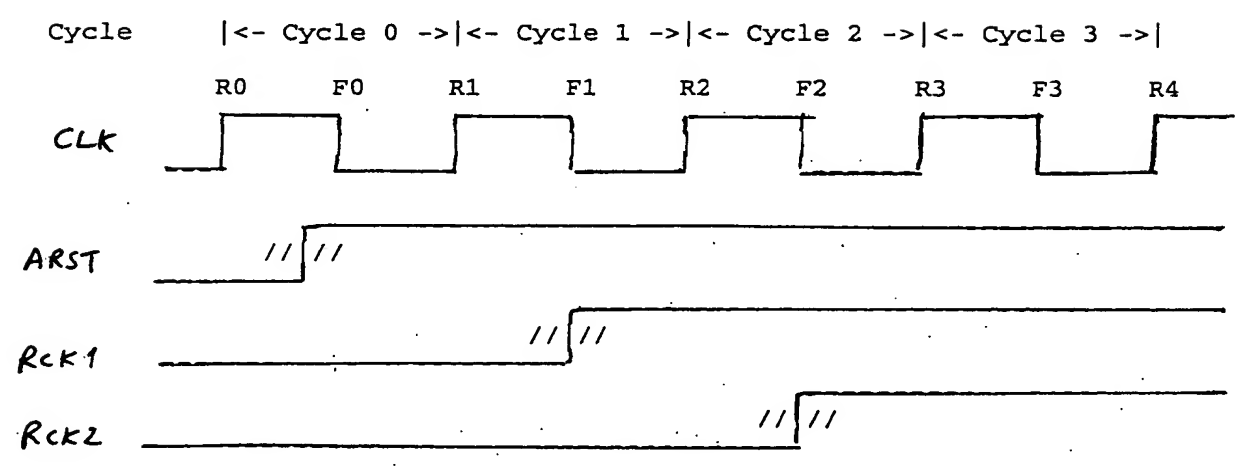 Cycle |<- Cycle 0 ->|<- Cycle 1 ->|<- Cycle 2 ->|<- Cycle 3 ->|
R0 F0 R1 F1 R2 F2 R3 F3 R4
CLK
ARST // //
RCK1 // //
RCK2 // //